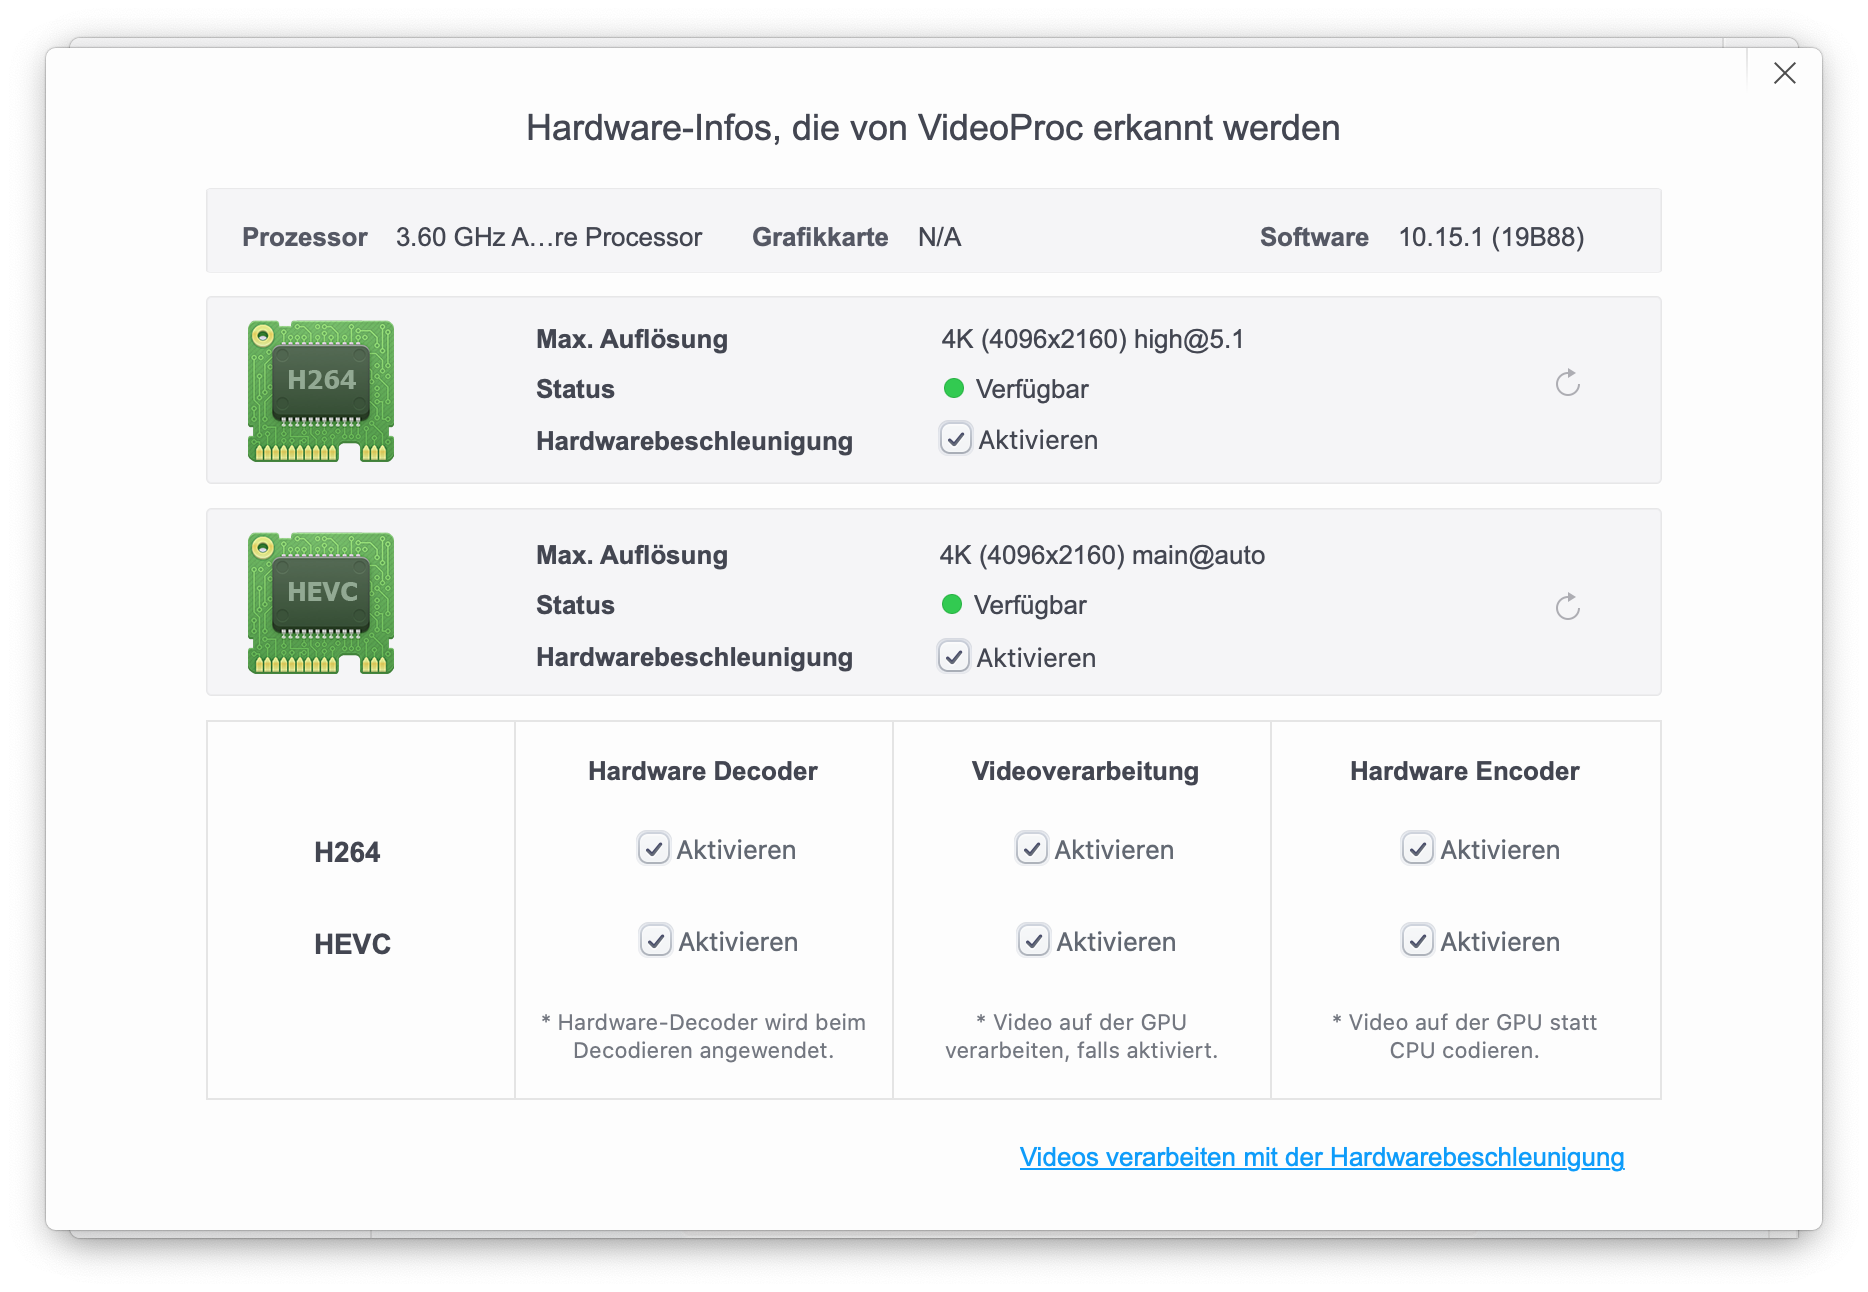 Hardware-Infos, die von VideoProc erkannt werden
Prozessor 3.60 GHz A...re Processor Grafikkarte N/A Software 10.15.1 (19B88)
H264
Max. Auflösung 4K (4096x2160) high@5.1
Status Verfügbar
Hardwarebeschleunigung Aktivieren
HEVC
Max. Auflösung 4K (4096x2160) main@auto
Status Verfügbar
Hardwarebeschleunigung Aktivieren
Hardware Decoder Videoverarbeitung Hardware Encoder
H264 Aktivieren Aktivieren Aktivieren
HEVC Aktivieren Aktivieren Aktivieren
* Hardware-Decoder wird beim
Decodieren angewendet.
* Video auf der GPU
verarbeiten, falls aktiviert.
* Video auf der GPU statt
CPU codieren.
Videos verarbeiten mit der Hardwarebeschleunigung